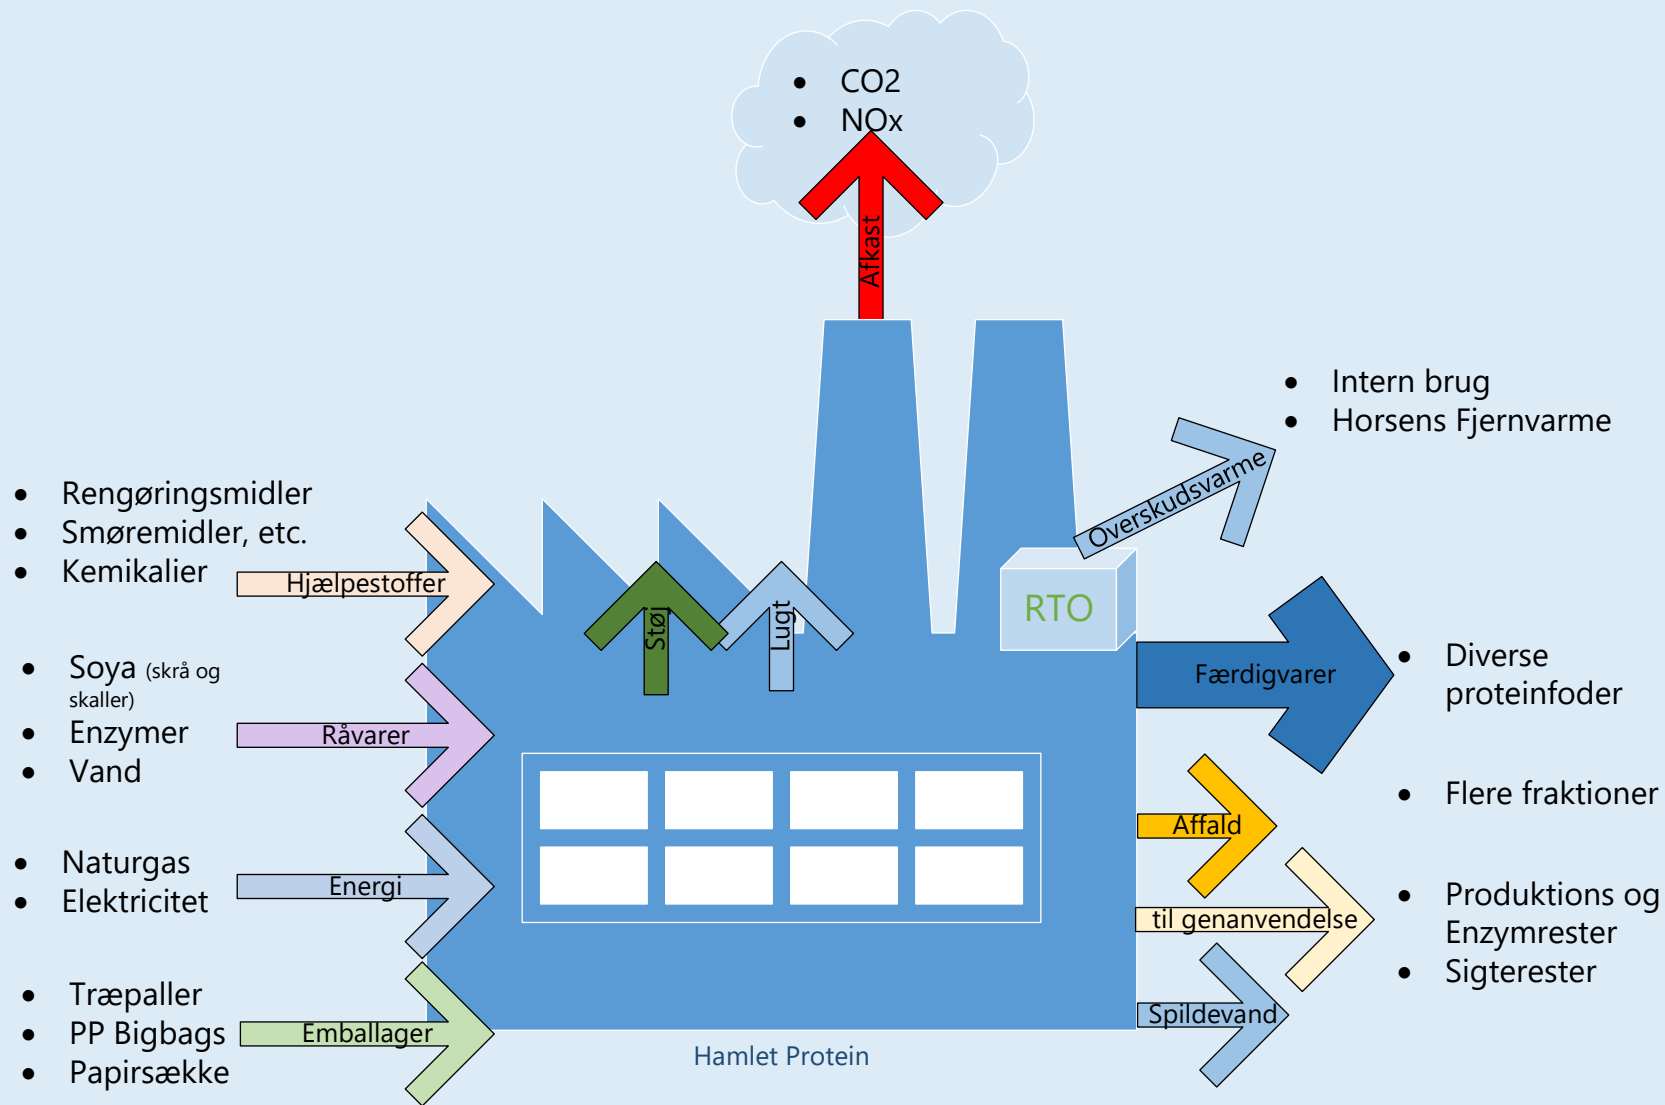 • CO2
• NOx
Afkast
• Intern brug
• Horsens Fjernvarme
Overskudsvarme
• Rengøringsmidler
• Smøremidler, etc.
• Kemikalier
Hjælpestoffer
Støj
Lugt
RTO
• Soya (skrå og
skaller)
• Enzymer
• Vand
Råvarer
Færdigvarer
• Diverse
proteinfoder
• Naturgas
• Elektricitet
Energi
Affald
• Flere fraktioner
til genanvendelse
• Produktions og
Enzymrester
• Sigterester
• Træpaller
• PP Bigbags
• Papirsække
Emballager
Spildevand
Hamlet Protein